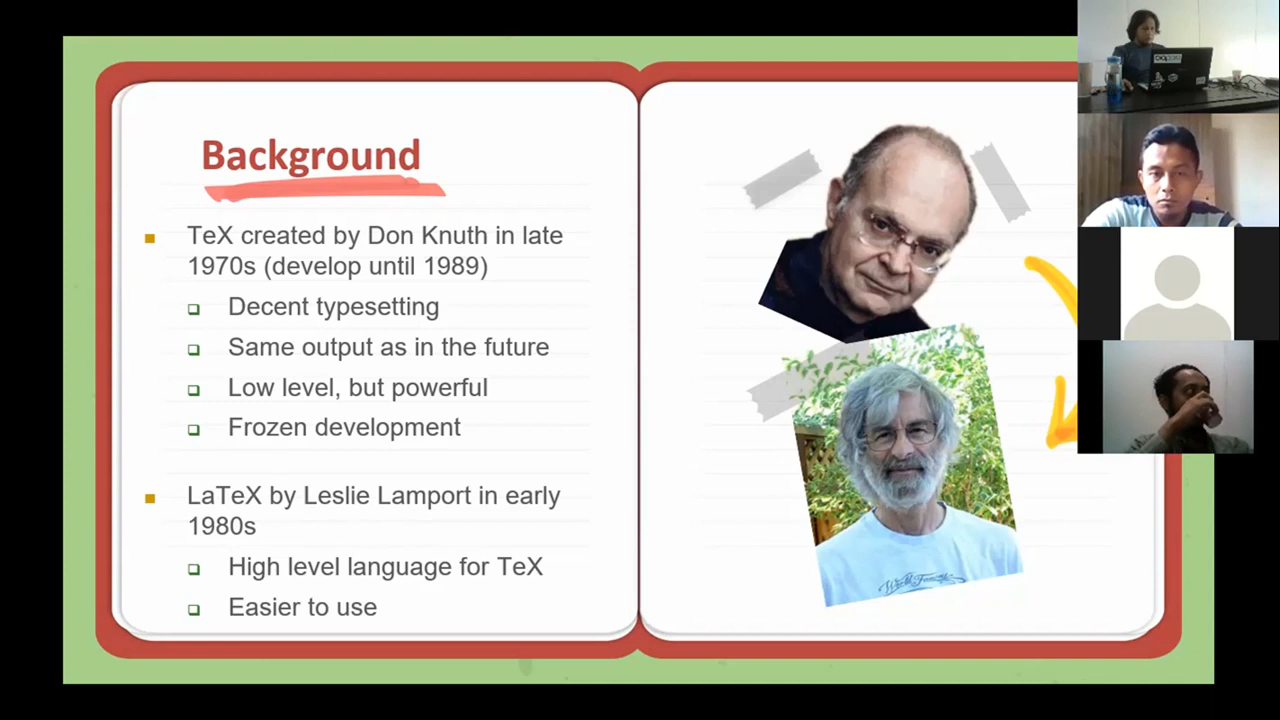 Background
TeX created by Don Knuth in late
1970s (develop until 1989)
Decent typesetting
Same output as in the future
Low level, but powerful
Frozen development
LaTeX by Leslie Lamport in early
1980s
High level language for TeX
Easier to use